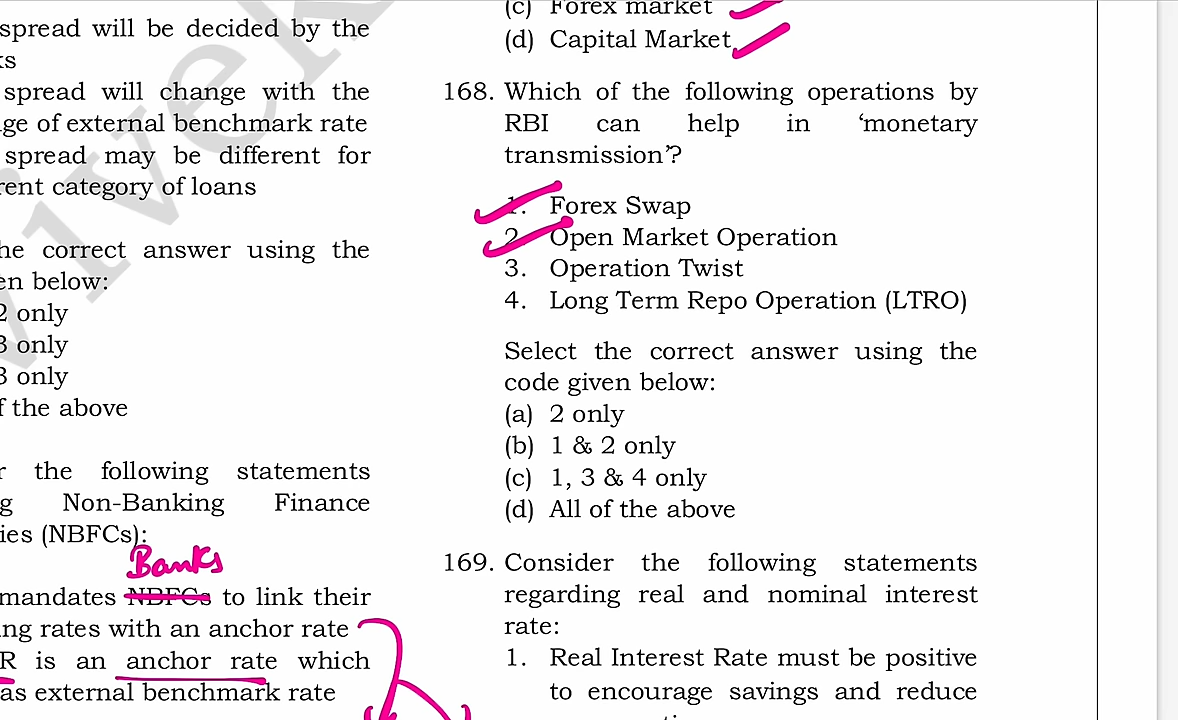 spread will be decided by the
ks
spread will change with the
ge of external benchmark rate
spread may be different for
rent category of loans
he correct answer using the
en below:
2 only
3 only
3 only
f the above
r the following statements
g Non-Banking Finance
ies (NBFCs):
Banks
mandates NBFCs to link their
ng rates with an anchor rate
R is an anchor rate which
as external benchmark rate
(c) Forex market
(d) Capital Market
168. Which of the following operations by
RBI can help in ‘monetary
transmission’?
1. Forex Swap
2. Open Market Operation
3. Operation Twist
4. Long Term Repo Operation (LTRO)
Select the correct answer using the
code given below:
(a) 2 only
(b) 1 & 2 only
(c) 1, 3 & 4 only
(d) All of the above
169. Consider the following statements
regarding real and nominal interest
rate:
1. Real Interest Rate must be positive
to encourage savings and reduce